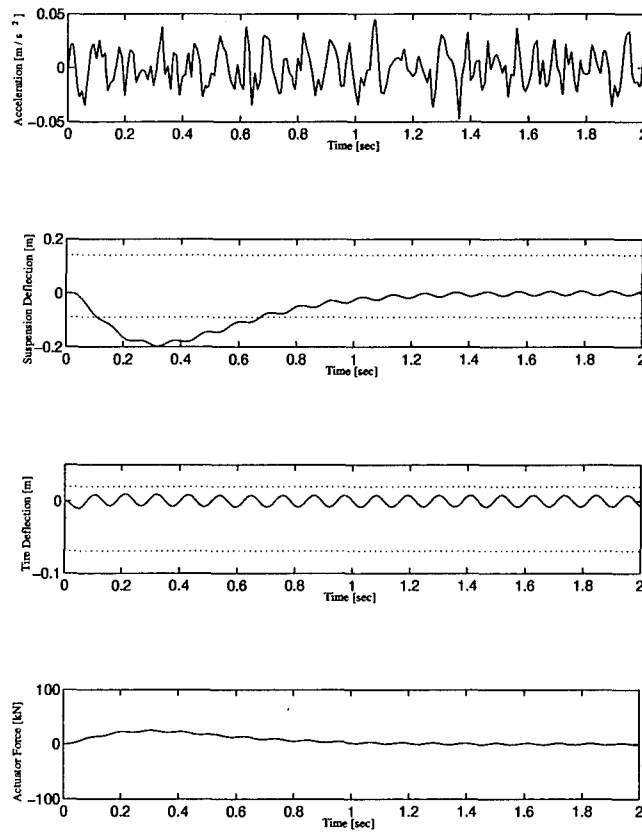 0.05
Acceleration [m / s ²]
0
−0.05
0 0.2 0.4 0.6 0.8 1 1.2 1.4 1.6 1.8 2
Time [sec]
0.2
Suspension Deflection [m]
0
−0.2
0 0.2 0.4 0.6 0.8 1 1.2 1.4 1.6 1.8 2
Time [sec]
Tire Deflection [m]
0
−0.1
0 0.2 0.4 0.6 0.8 1 1.2 1.4 1.6 1.8 2
Time [sec]
100
Actuator Force [kN]
0
−100
0 0.2 0.4 0.6 0.8 1 1.2 1.4 1.6 1.8 2
Time [sec]